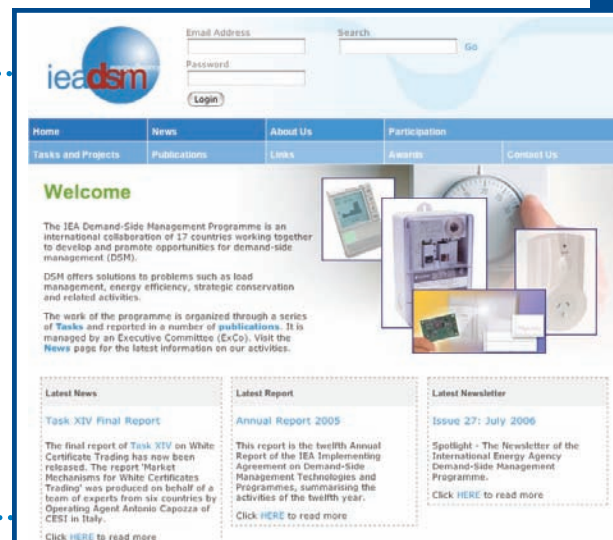 Email Address
Search
Go
Password
Login
ieadsm
Home News About Us Participation
Tasks and Projects Publications Links Awards Contact Us
Welcome
The IEA Demand-Side Management Programme is an
international collaboration of 17 countries working together
to develop and promote opportunities for demand-side
management (DSM).
DSM offers solutions to problems such as load
management, energy efficiency, strategic conservation
and related activities.
The work of the programme is organized through a series
of Tasks and reported in a number of publications. It is
managed by an Executive Committee (ExCo). Visit the
News page for the latest information on our activities.
Latest News
Task XIV Final Report
The final report of Task XIV on White
Certificate Trading has now been
released. The report 'Market
Mechanisms for White Certificates
Trading' was produced on behalf of a
team of experts from six countries by
Operating Agent Antonio Capozza of
CESI in Italy.
Click HERE to read more
Latest Report
Annual Report 2005
This report is the twelfth Annual
Report of the IEA Implementing
Agreement on Demand-Side
Management Technologies and
Programmes, summarising the
activities of the twelfth year.
Click HERE to read more
Latest Newsletter
Issue 27: July 2006
Spotlight - The Newsletter of the
International Energy Agency
Demand-Side Management
Programme.
Click HERE to read more